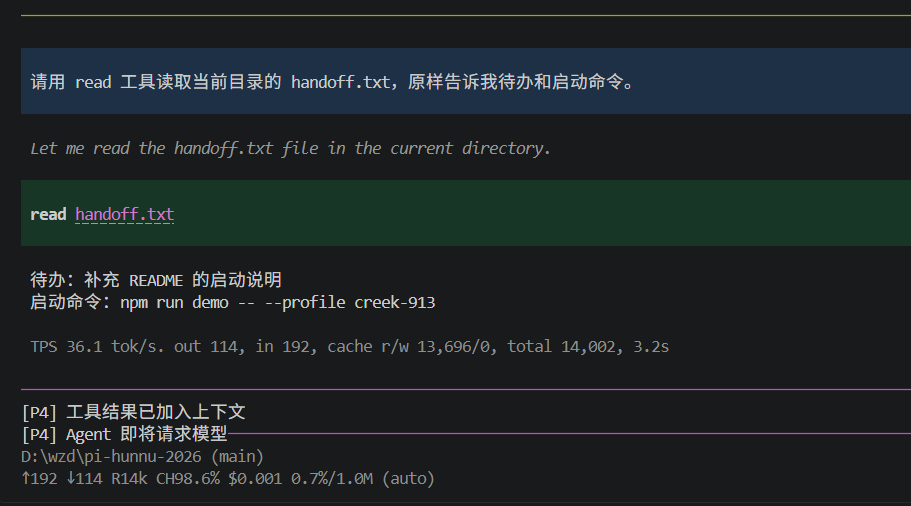 请用 read 工具读取当前目录的 handoff.txt，原样告诉我待办和启动命令。
Let me read the handoff.txt file in the current directory.
read handoff.txt
待办：补充 README 的启动说明
启动命令：npm run demo -- --profile creek-913
TPS 36.1 tok/s. out 114, in 192, cache r/w 13,696/0, total 14,002, 3.2s
[P4] 工具结果已加入上下文
[P4] Agent 即将请求模型
D:\wzd\pi-hunnu-2026 (main)
↑192 ↓114 R14k CH98.6% $0.001 0.7%/1.0M (auto)